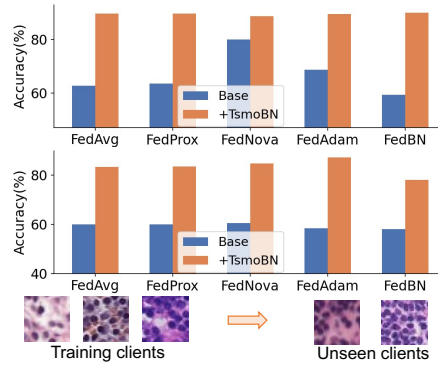 Accuracy(%)
80
60
Base
+TsmoBN
FedAvg FedProx FedNova FedAdam FedBN
Accuracy(%)
80
60
40
Base
+TsmoBN
FedAvg FedProx FedNova FedAdam FedBN
Training clients
Unseen clients